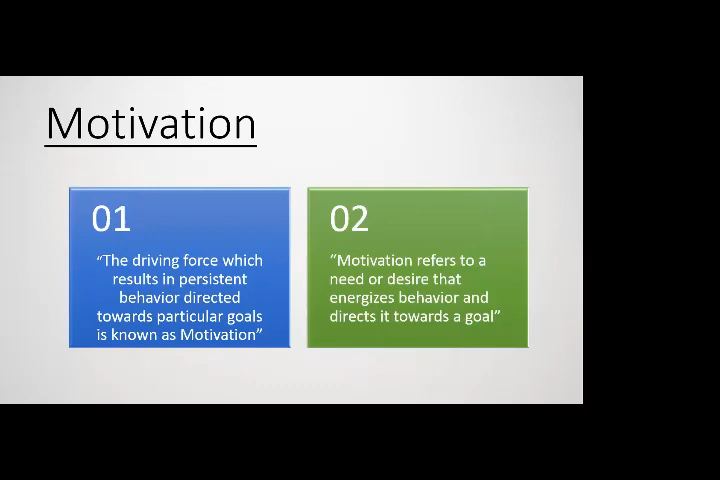 Motivation
01
“The driving force which
results in persistent
behavior directed
towards particular goals
is known as Motivation”
02
“Motivation refers to a
need or desire that
energizes behavior and
directs it towards a goal”